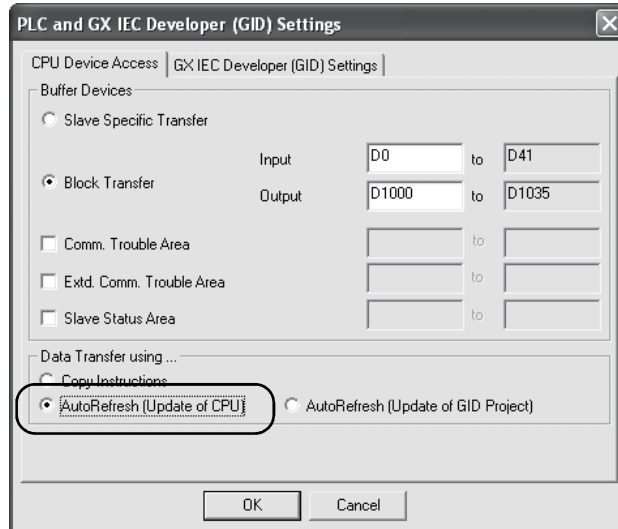 PLC and GX IEC Developer (GID) Settings
CPU Device Access GX IEC Developer (GID) Settings
Buffer Devices
Slave Specific Transfer
Input D0 to D41
Block Transfer
Output D1000 to D1035
Comm. Trouble Area to
Extd. Comm. Trouble Area to
Slave Status Area to
Data Transfer using ...
Copy Instructions
AutoRefresh (Update of CPU) AutoRefresh (Update of GID Project)
OK Cancel